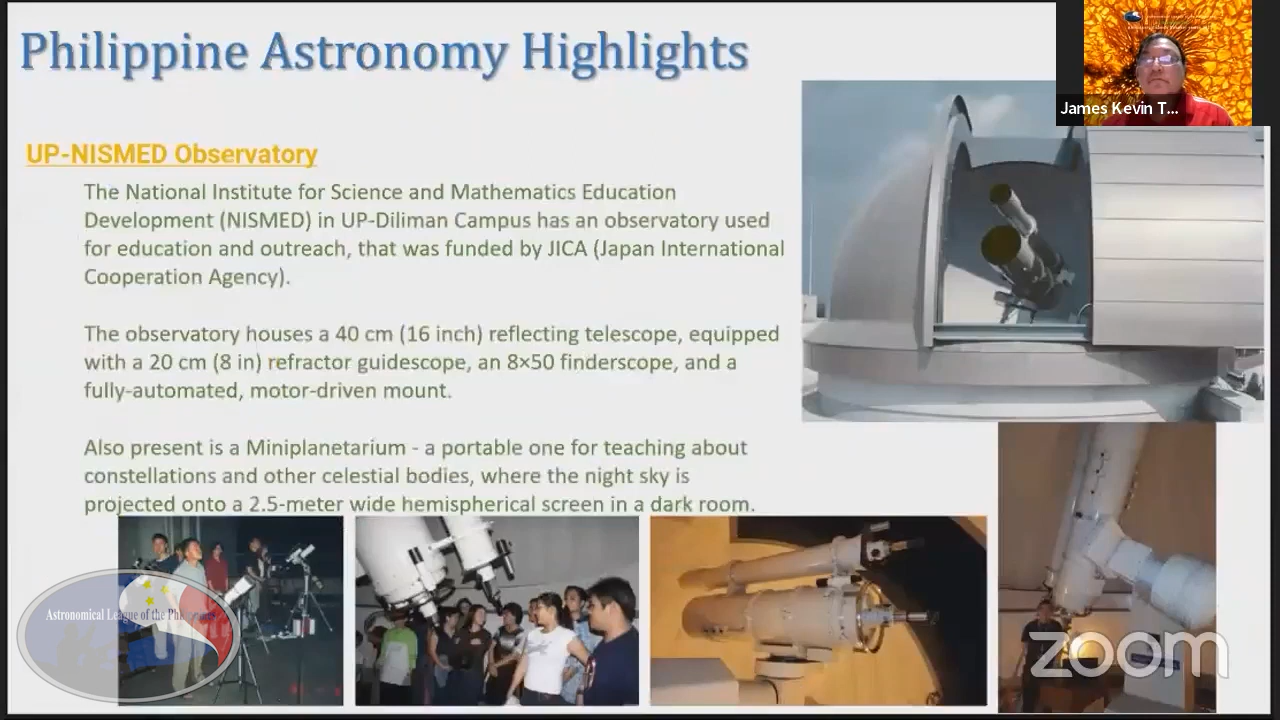 Philippine Astronomy Highlights
James Kevin T...
UP-NISMED Observatory
The National Institute for Science and Mathematics Education
Development (NISMED) in UP-Diliman Campus has an observatory used
for education and outreach, that was funded by JICA (Japan International
Cooperation Agency).
The observatory houses a 40 cm (16 inch) reflecting telescope, equipped
with a 20 cm (8 in) refractor guidescope, an 8×50 finderscope, and a
fully-automated, motor-driven mount.
Also present is a Miniplanetarium - a portable one for teaching about
constellations and other celestial bodies, where the night sky is
projected onto a 2.5-meter wide hemispherical screen in a dark room.
Astronomical League of the
zoom